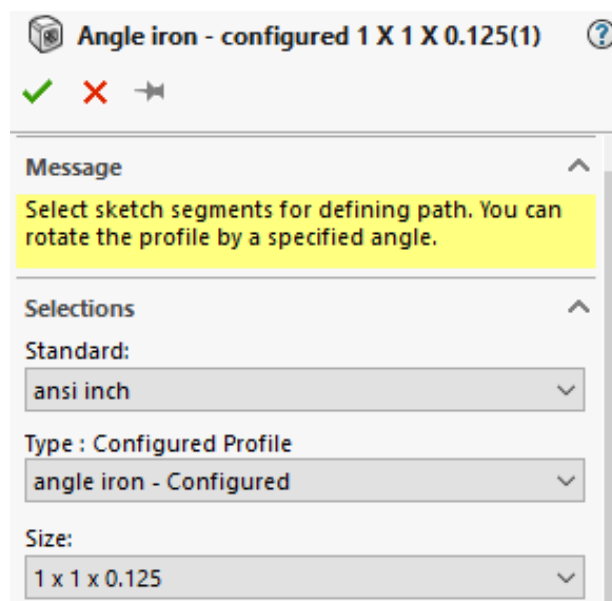 Angle iron - configured 1 X 1 X 0.125(1)
?
Message
Select sketch segments for defining path. You can
rotate the profile by a specified angle.
Selections
Standard:
ansi inch
Type : Configured Profile
angle iron - Configured
Size:
1 x 1 x 0.125